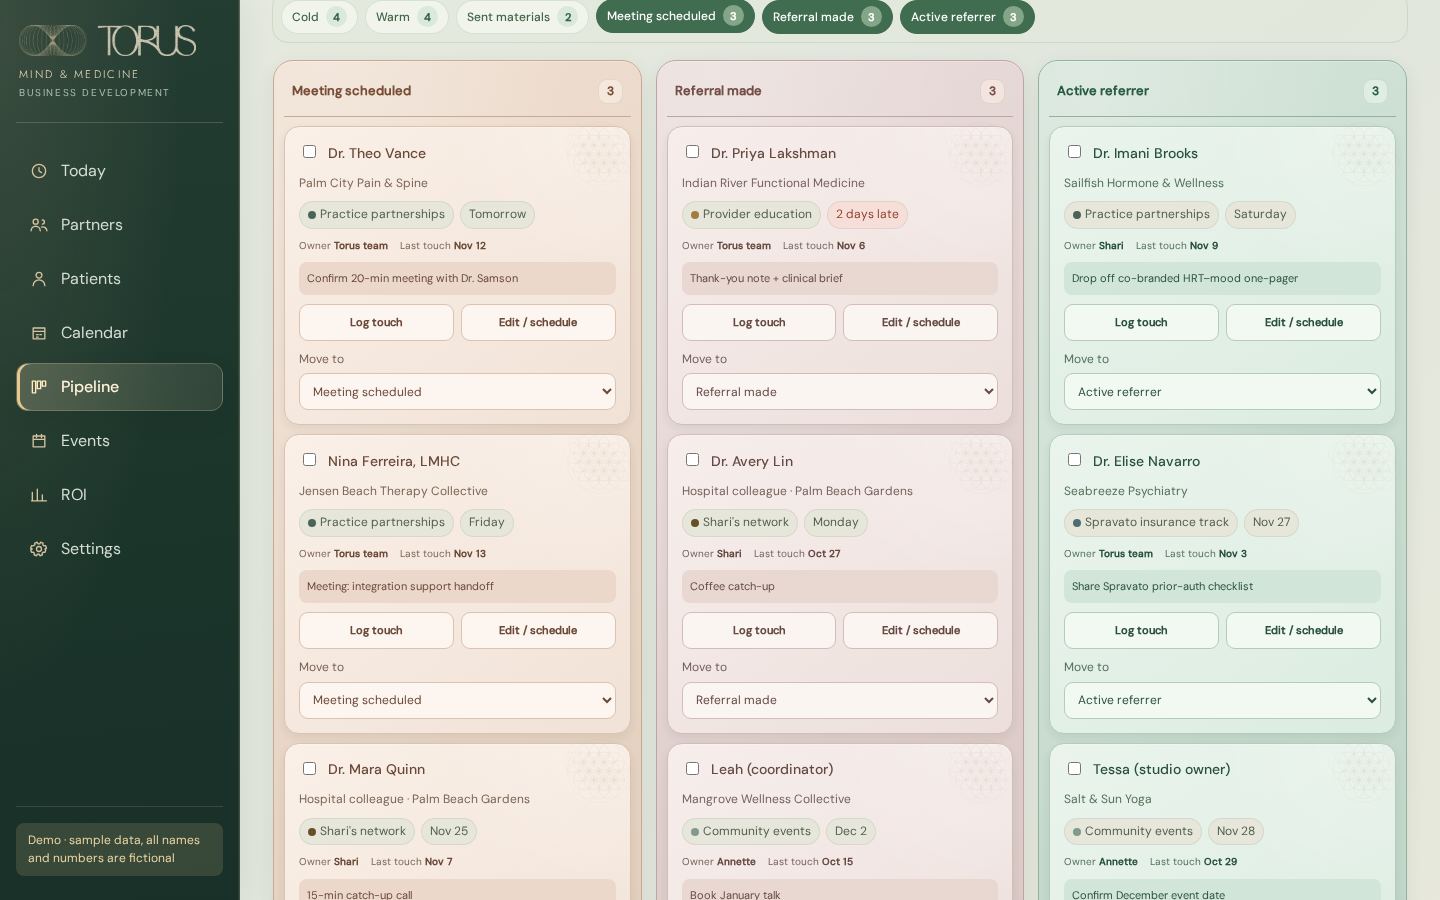 TORUS
MIND & MEDICINE
BUSINESS DEVELOPMENT
Today
Partners
Patients
Calendar
Pipeline
Events
ROI
Settings
Demo · sample data, all names
and numbers are fictional
Cold 4
Warm 4
Sent materials 2
Meeting scheduled 3
Referral made 3
Active referrer 3
Meeting scheduled 3
Dr. Theo Vance
Palm City Pain & Spine
Practice partnerships Tomorrow
Owner Torus team Last touch Nov 12
Confirm 20-min meeting with Dr. Samson
Log touch Edit / schedule
Move to
Meeting scheduled
Nina Ferreira, LMHC
Jensen Beach Therapy Collective
Practice partnerships Friday
Owner Torus team Last touch Nov 13
Meeting: integration support handoff
Log touch Edit / schedule
Move to
Meeting scheduled
Dr. Mara Quinn
Hospital colleague · Palm Beach Gardens
Shari's network Nov 25
Owner Shari Last touch Nov 7
15-min catch-up call
Referral made 3
Dr. Priya Lakshman
Indian River Functional Medicine
Provider education 2 days late
Owner Torus team Last touch Nov 6
Thank-you note + clinical brief
Log touch Edit / schedule
Move to
Referral made
Dr. Avery Lin
Hospital colleague · Palm Beach Gardens
Shari's network Monday
Owner Shari Last touch Oct 27
Coffee catch-up
Log touch Edit / schedule
Move to
Referral made
Leah (coordinator)
Mangrove Wellness Collective
Community events Dec 2
Owner Annette Last touch Oct 15
Book January talk
Active referrer 3
Dr. Imani Brooks
Sailfish Hormone & Wellness
Practice partnerships Saturday
Owner Shari Last touch Nov 9
Drop off co-branded HRT–mood one-pager
Log touch Edit / schedule
Move to
Active referrer
Dr. Elise Navarro
Seabreeze Psychiatry
Spravato insurance track Nov 27
Owner Torus team Last touch Nov 3
Share Spravato prior-auth checklist
Log touch Edit / schedule
Move to
Active referrer
Tessa (studio owner)
Salt & Sun Yoga
Community events Nov 28
Owner Annette Last touch Oct 29
Confirm December event date